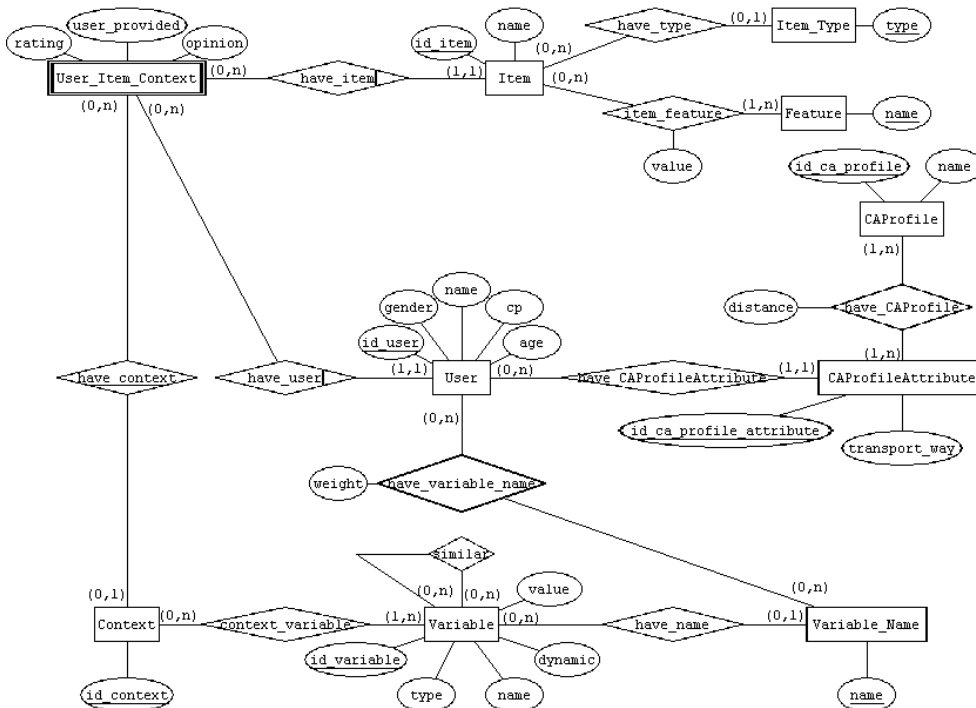 user_provided
rating
opinion
User_Item_Context
(0,n)
(0,n)
(0,n)
have_item
(1,1)
id_item
name
Item
(0,n)
(0,n)
have_type
(0,1)
Item_Type
type
item_feature
value
(1,n)
Feature
name
id_ca_profile
name
CAProfile
(1,n)
distance
have_CAProfile
(1,n)
CAProfileAttribute
id_ca_profile_attribute
transport_way
(1,1)
have_CAProfileAttribute
(0,n)
name
gender
cp
id_user
age
User
(1,1)
have_user
have_context
(0,n)
weight
have_variable_name
(0,n)
similar
(0,n)
(0,n)
value
(0,1)
Context
(0,n)
context_variable
(1,n)
Variable
(0,n)
have_name
(0,1)
Variable_Name
id_context
id_variable
type
name
dynamic
name